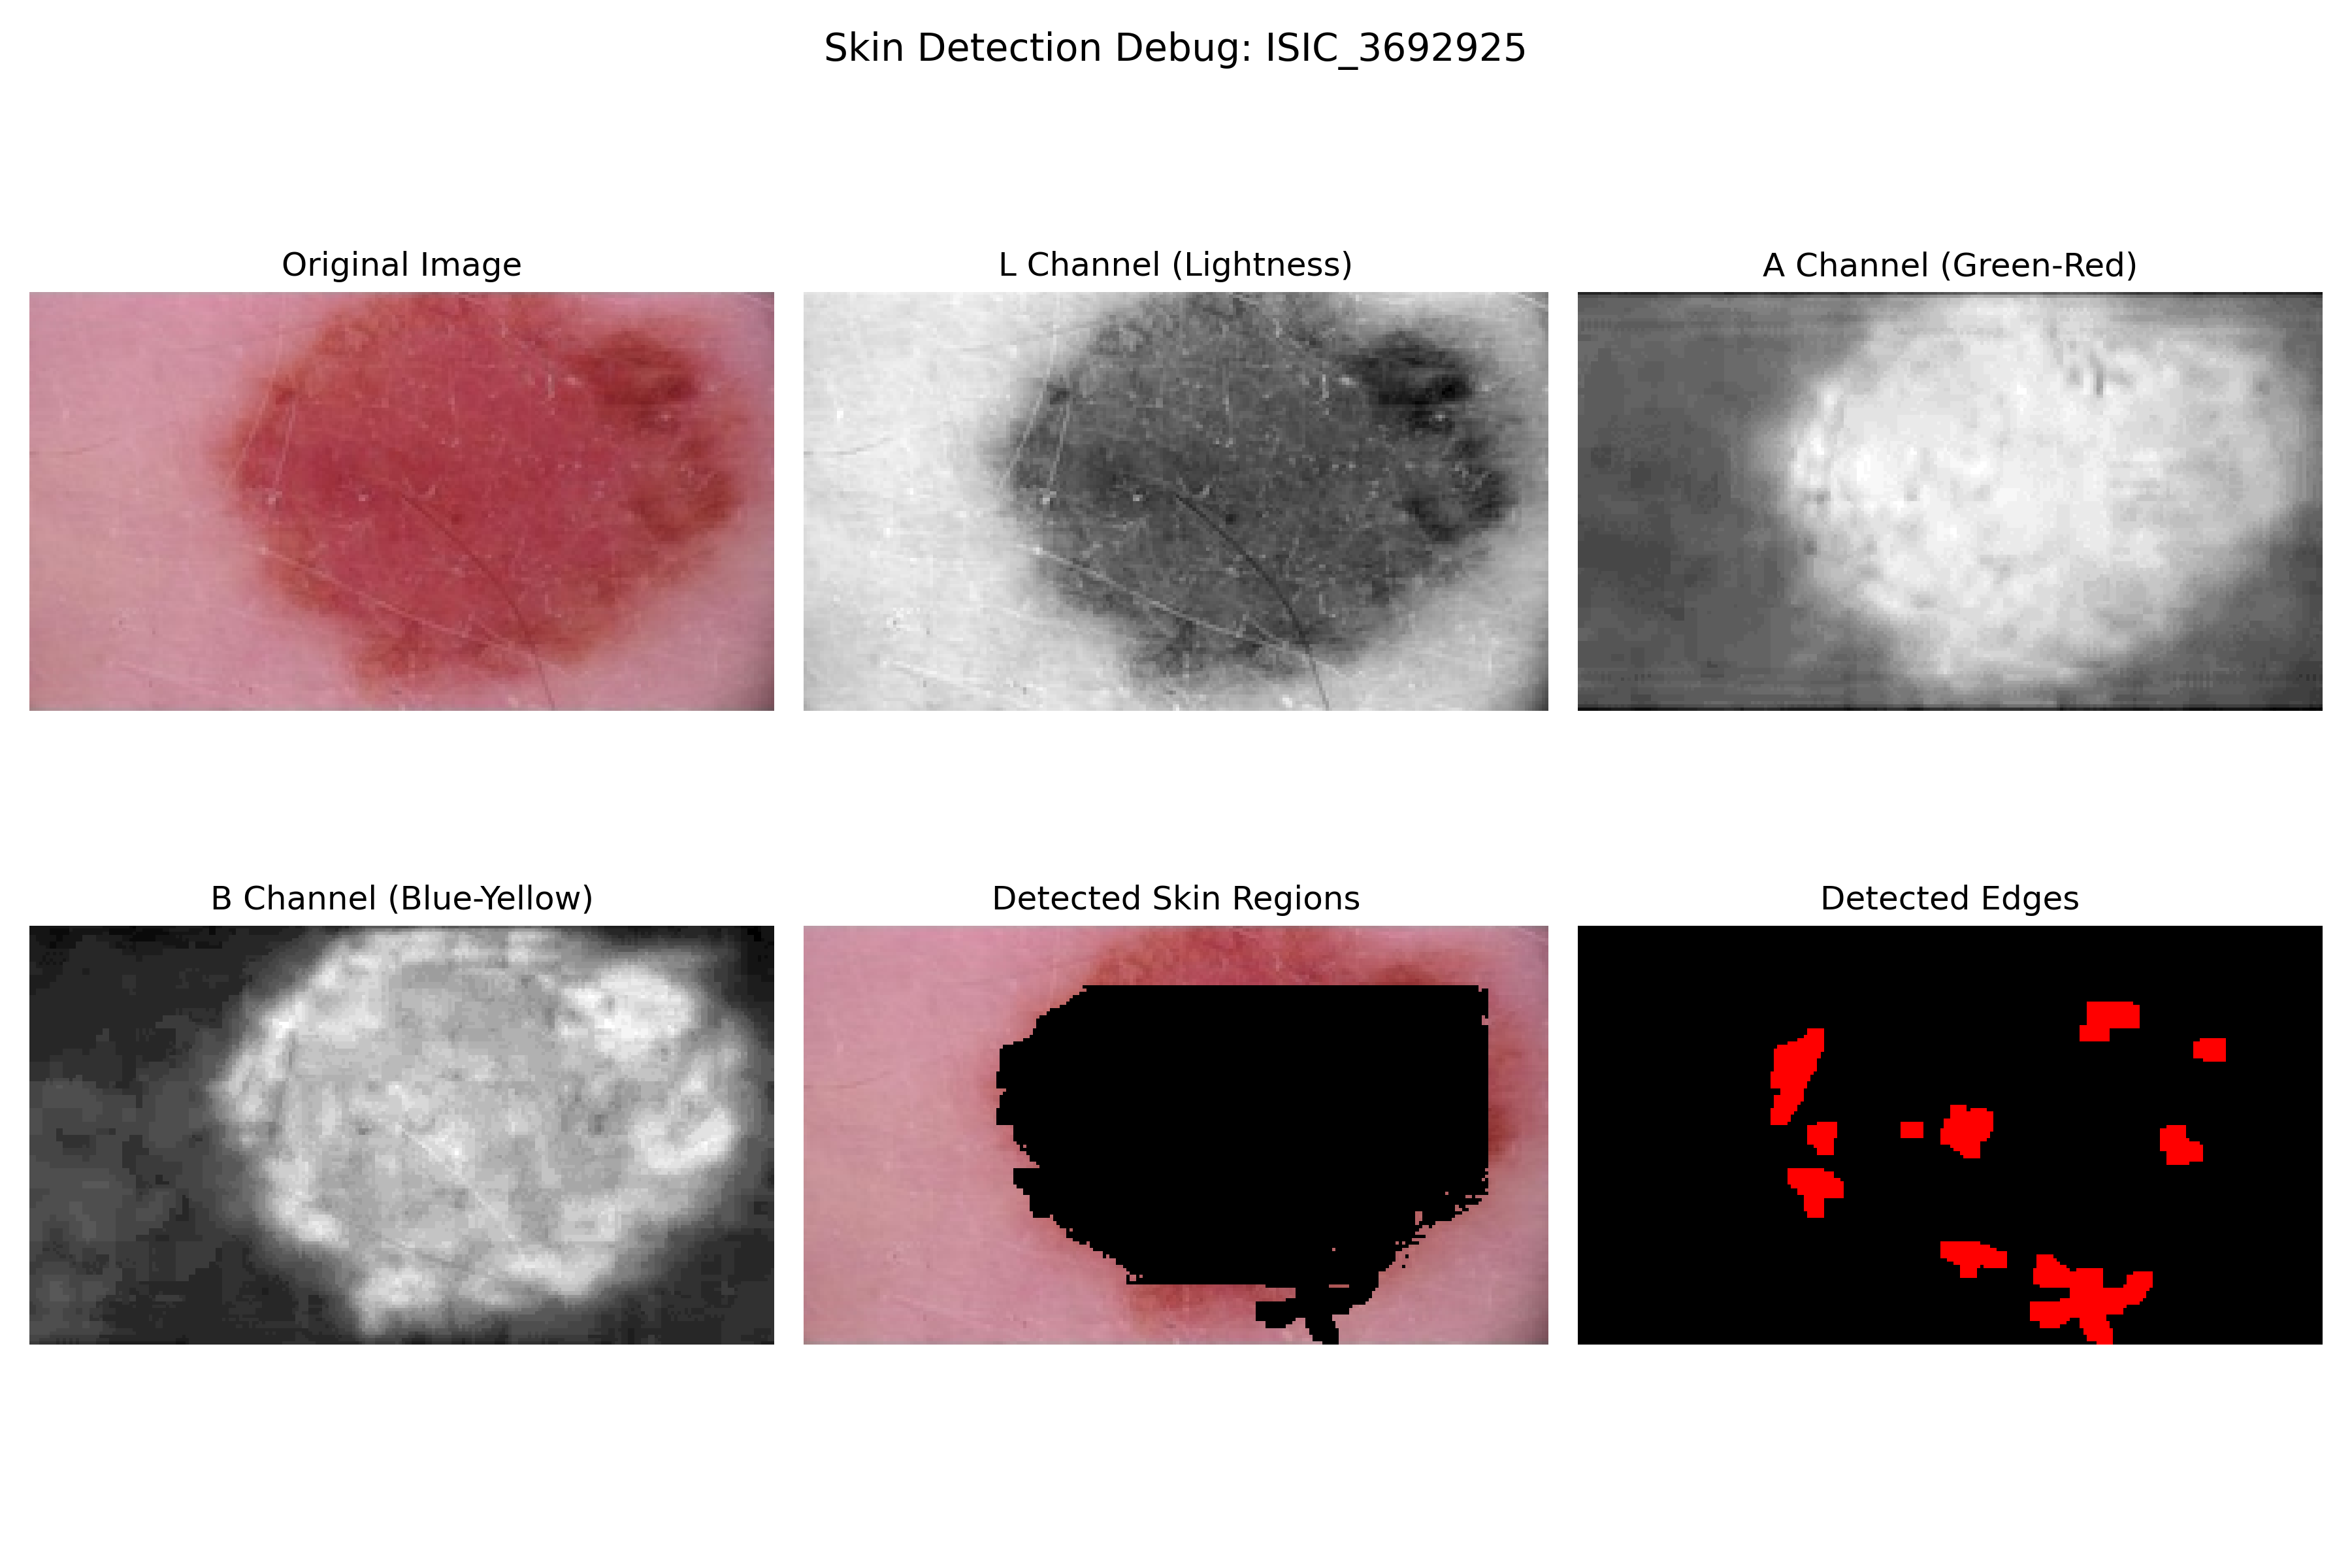 Skin Detection Debug: ISIC_3692925
Original Image
L Channel (Lightness)
A Channel (Green-Red)
B Channel (Blue-Yellow)
Detected Skin Regions
Detected Edges